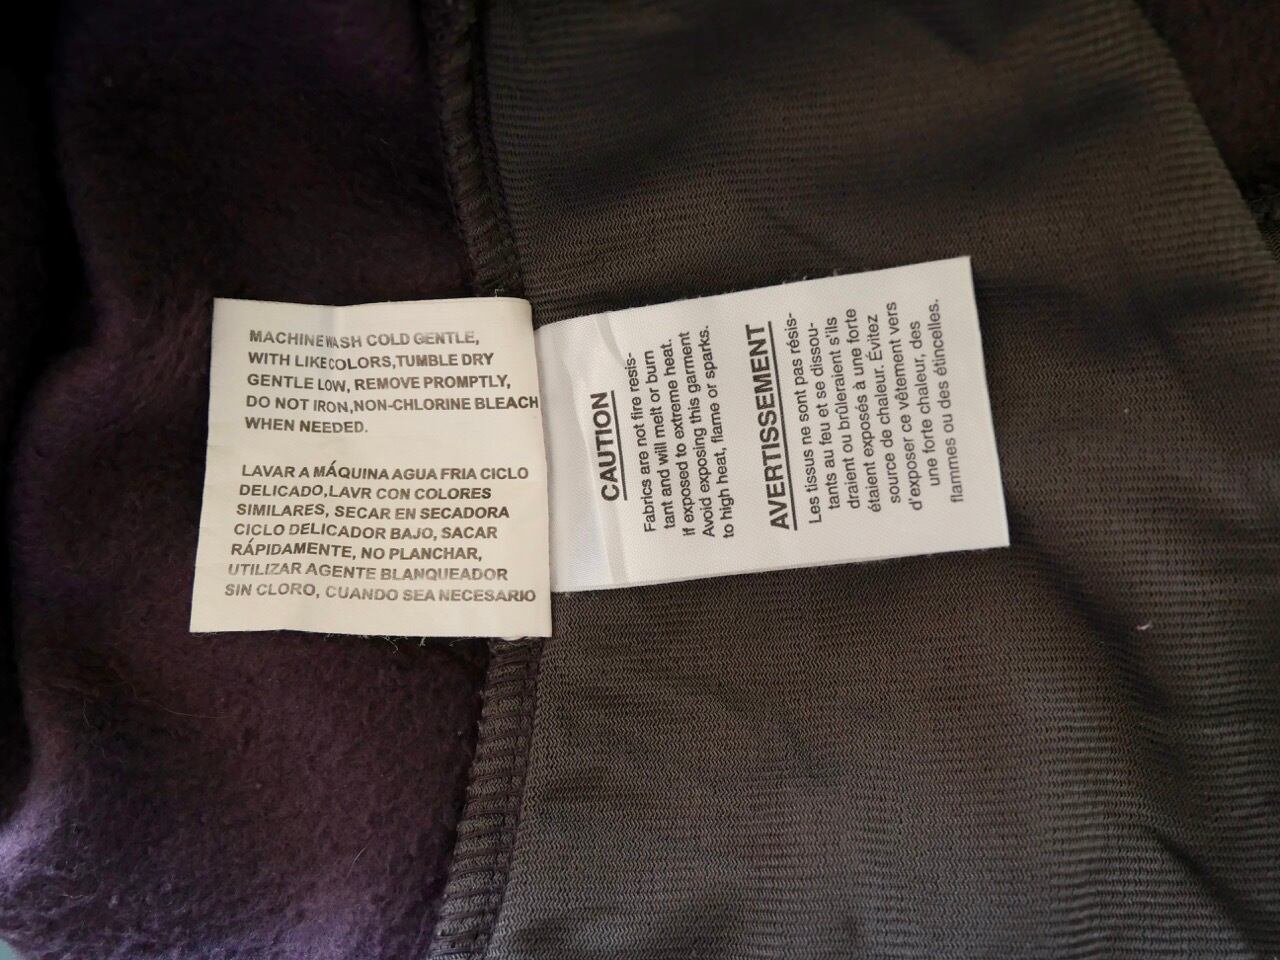 MACHINE WASH COLD GENTLE,
WITH LIKE COLORS,TUMBLE DRY
GENTLE LOW, REMOVE PROMPTLY,
DO NOT IRON,NON-CHLORINE BLEACH
WHEN NEEDED.
LAVAR A MÁQUINA AGUA FRIA CICLO
DELICADO,LAVR CON COLORES
SIMILARES, SECAR EN SECADORA
CICLO DELICADOR BAJO, SACAR
RÁPIDAMENTE, NO PLANCHAR,
UTILIZAR AGENTE BLANQUEADOR
SIN CLORO, CUANDO SEA NECESARIO
CAUTION
Fabrics are not fire resis-
tant and will melt or burn
if exposed to extreme heat.
Avoid exposing this garment
to high heat, flame or sparks.
AVERTISSEMENT
Les tissus ne sont pas résis-
tants au feu et se dissou-
draient ou brûleraient s'ils
étaient exposés à une forte
source de chaleur. Évitez
d'exposer ce vêtement vers
une forte chaleur, des
flammes ou des étincelles.